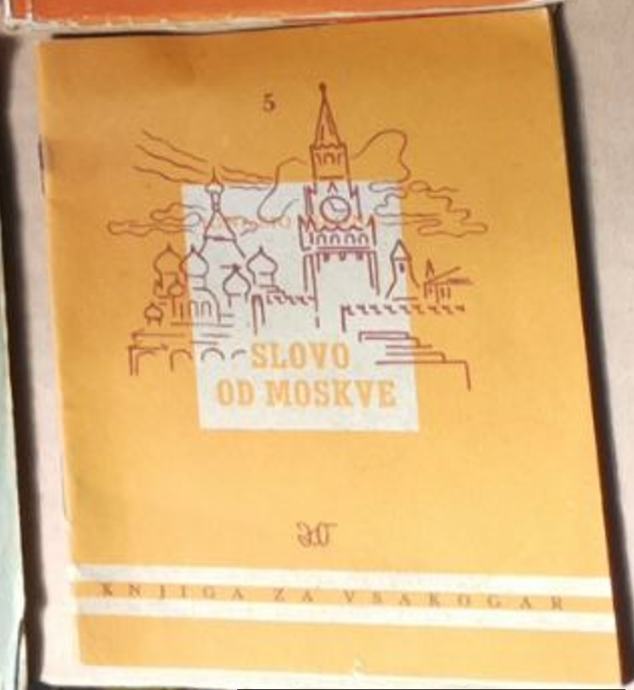 5
SLOVO
OD MOSKVE
KNJIGA ZA VSAKOGAR